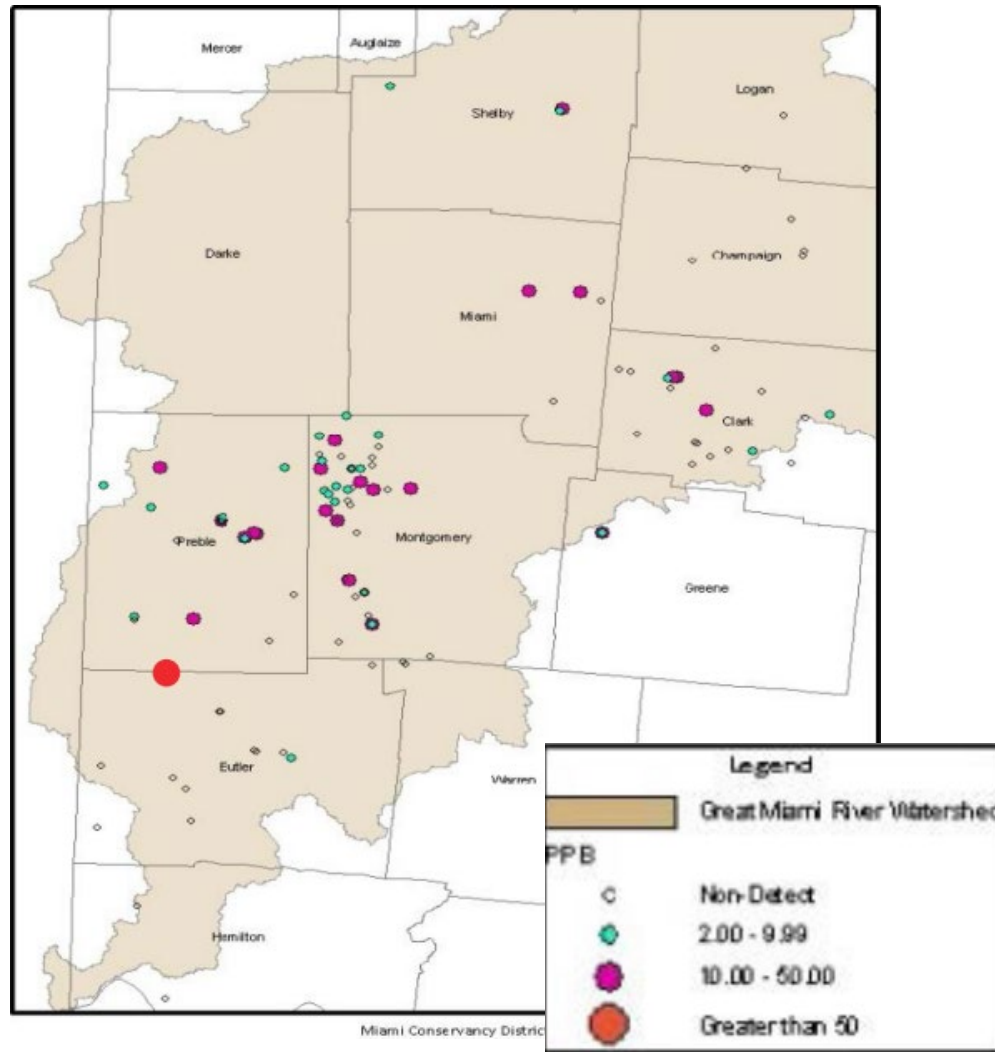 Mercer
Auglaize
Logan
Shelby
Darke
Champaign
Miami
Clark
Preble
Montgomery
Greene
Butler
Warren
Hamilton
Miami Conservancy Distric
Legend
Great Miami River Watershed
PPB
Non-Detect
2.00 - 9.99
10.00 - 50.00
Greater than 50